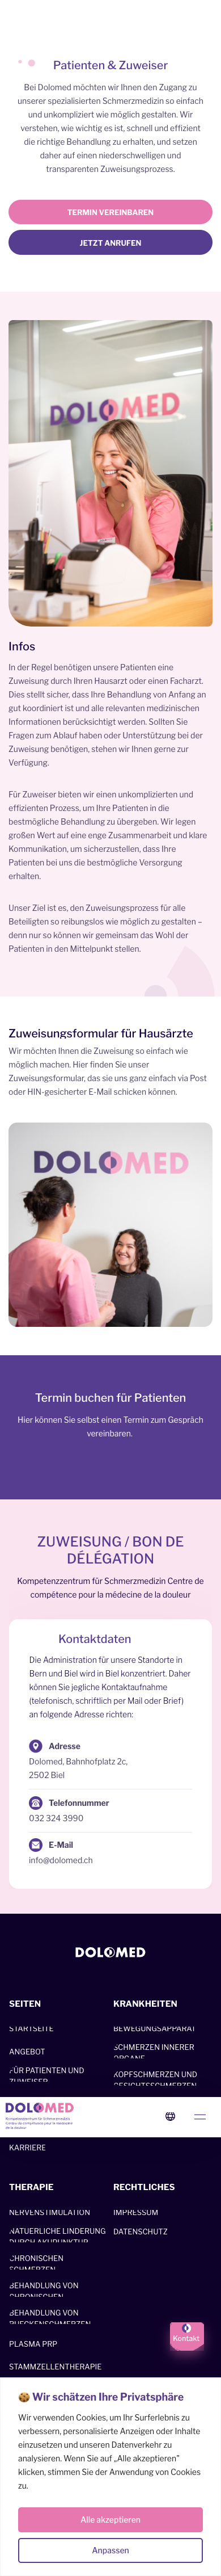 Patienten & Zuweiser
Bei Dolomed möchten wir Ihnen den Zugang zu
unserer spezialisierten Schmerzmedizin so einfach
und unkompliziert wie möglich gestalten. Wir
verstehen, wie wichtig es ist, schnell und effizient
die richtige Behandlung zu erhalten, und setzen
daher auf einen niederschwelligen und
transparenten Zuweisungsprozess.
TERMIN VEREINBAREN
JETZT ANRUFEN
DOLOMED
Infos
In der Regel benötigen unsere Patienten eine
Zuweisung durch Ihren Hausarzt oder einen Facharzt.
Dies stellt sicher, dass Ihre Behandlung von Anfang an
gut koordiniert ist und alle relevanten medizinischen
Informationen berücksichtigt werden. Sollten Sie
Fragen zum Ablauf haben oder Unterstützung bei der
Zuweisung benötigen, stehen wir Ihnen gerne zur
Verfügung.
Für Zuweiser bieten wir einen unkomplizierten und
effizienten Prozess, um Ihre Patienten in die
bestmögliche Behandlung zu übergeben. Wir legen
großen Wert auf eine enge Zusammenarbeit und klare
Kommunikation, um sicherzustellen, dass Ihre
Patienten bei uns die bestmögliche Versorgung
erhalten.
Unser Ziel ist es, den Zuweisungsprozess für alle
Beteiligten so reibungslos wie möglich zu gestalten –
denn nur so können wir gemeinsam das Wohl der
Patienten in den Mittelpunkt stellen.
Zuweisungsformular für Hausärzte
Wir möchten Ihnen die Zuweisung so einfach wie
möglich machen. Hier finden Sie unser
Zuweisungsformular, das sie uns ganz einfach via Post
oder HIN-gesicherter E-Mail schicken können.
DOLOMED
Termin buchen für Patienten
Hier können Sie selbst einen Termin zum Gespräch
vereinbaren.
ZUWEISUNG / BON DE
DÉLÉGATION
Kompetenzzentrum für Schmerzmedizin Centre de
compétence pour la médecine de la douleur
Kontaktdaten
Die Administration für unsere Standorte in
Bern und Biel wird in Biel konzentriert. Daher
können Sie jegliche Kontaktaufnahme
(telefonisch, schriftlich per Mail oder Brief)
an folgende Adresse richten:
Adresse
Dolomed, Bahnhofplatz 2c,
2502 Biel
Telefonnummer
032 324 3990
E-Mail
info@dolomed.ch
DOLOMED
SEITEN
STARTSEITE
ANGEBOT
FÜR PATIENTEN UND
ZUWEISER
KRANKHEITEN
BEWEGUNGSAPPARAT
SCHMERZEN INNERER
ORGANE
KOPFSCHMERZEN UND
GESICHTSSCHMERZEN
DOLOMED
Kompetenzzentrum für Schmerzmedizin
Centre de compétence pour la médecine
de la douleur
KARRIERE
THERAPIE
NERVENSTIMULATION
NATUERLICHE LINDERUNG
DURCH AKUPUNKTUR
CHRONISCHEN
SCHMERZEN
BEHANDLUNG VON
CHRONISCHEN
BEHANDLUNG VON
RUECKENSCHMERZEN
PLASMA PRP
STAMMZELLENTHERAPIE
RECHTLICHES
IMPRESSUM
DATENSCHUTZ
Kontakt
Wir schätzen Ihre Privatsphäre
Wir verwenden Cookies, um Ihr Surferlebnis zu
verbessern, personalisierte Anzeigen oder Inhalte
einzusetzen und unseren Datenverkehr zu
analysieren. Wenn Sie auf „Alle akzeptieren"
klicken, stimmen Sie der Anwendung von Cookies
zu.
Alle akzeptieren
Anpassen